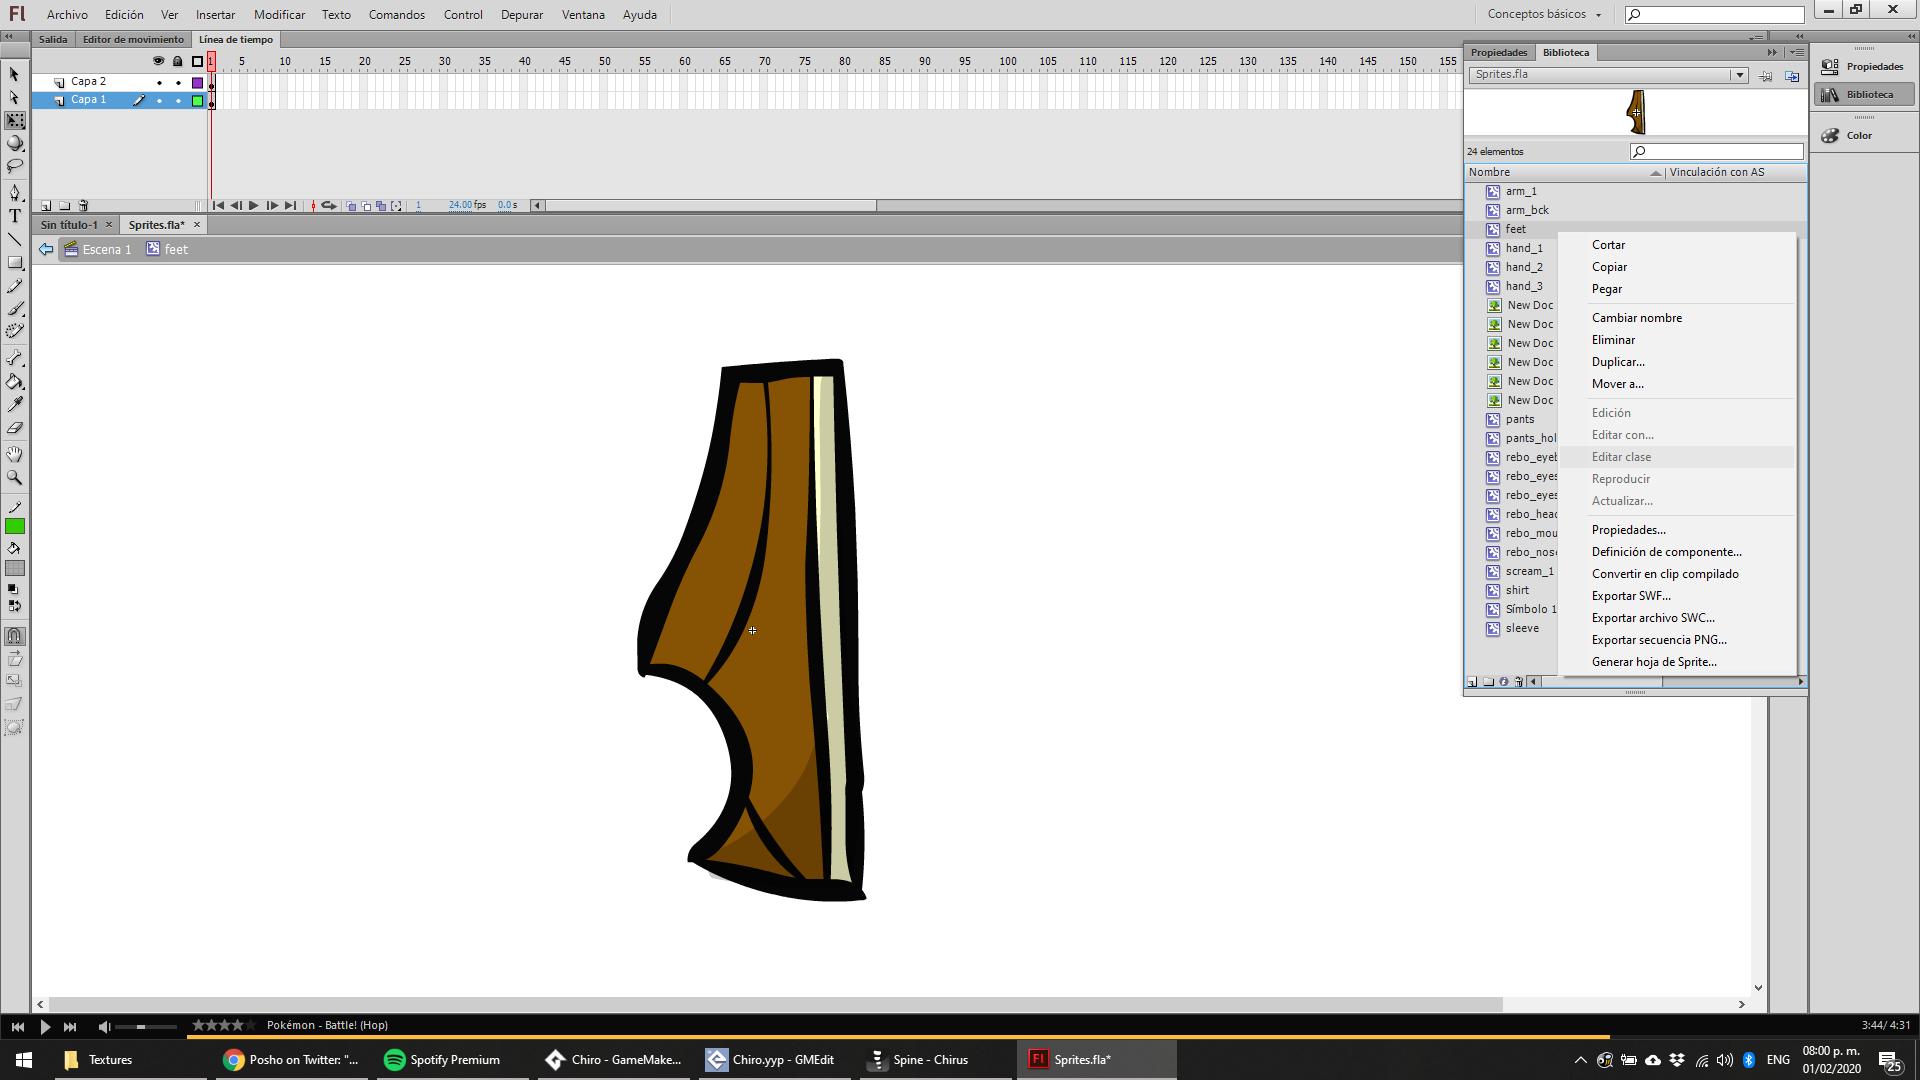 Fl Archivo Edición Ver Insertar Modificar Texto Comandos Control Depurar Ventana Ayuda Conceptos básicos
Salida Editor de movimiento Línea de tiempo
1 5 10 15 20 25 30 35 40 45 50 55 60 65 70 75 80 85 90 95 100 105 110 115 120 125 130 135 140 145 150 155
Capa 2
Capa 1
1 24.00 fps 0.0 s
Sin título-1 × Sprites.fla* ×
Escena 1 feet
Propiedades Biblioteca
Sprites.fla
24 elementos
Nombre Vinculación con AS
arm_1
arm_bck
feet
hand_1
hand_2
hand_3
New Doc
New Doc
New Doc
New Doc
New Doc
New Doc
pants
pants_hol
rebo_eyeb
rebo_eyes
rebo_eyes
rebo_head
rebo_mou
rebo_nose
scream_1
shirt
Símbolo 1
sleeve
Cortar
Copiar
Pegar
Cambiar nombre
Eliminar
Duplicar...
Mover a...
Edición
Editar con...
Editar clase
Reproducir
Actualizar...
Propiedades...
Definición de componente...
Convertir en clip compilado
Exportar SWF...
Exportar archivo SWC...
Exportar secuencia PNG...
Generar hoja de Sprite...
Propiedades
Biblioteca
Color
Pokémon - Battle! (Hop) 3:44/ 4:31
Textures Posho on Twitter: "... Spotify Premium Chiro - GameMake... Chiro.yyp - GMEdit Spine - Chirus Fl Sprites.fla* ENG 08:00 p. m.
01/02/2020 25